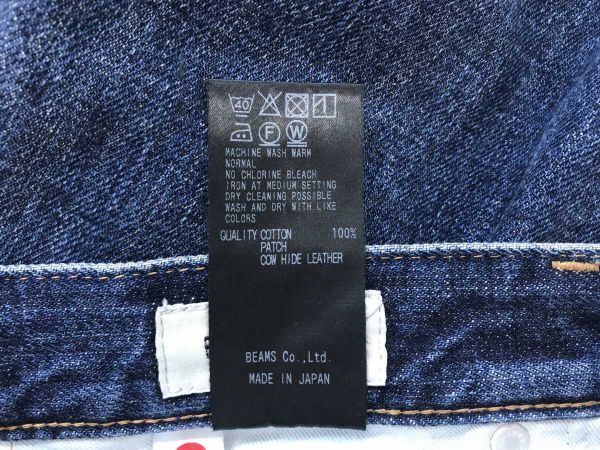 40
F W
MACHINE WASH WARM
NORMAL
NO CHLORINE BLEACH
IRON AT MEDIUM SETTING
DRY CLEANING POSSIBLE
WASH AND DRY WITH LIKE
COLORS
QUALITY COTTON 100%
PATCH
COW HIDE LEATHER
BEAMS Co.,Ltd.
MADE IN JAPAN